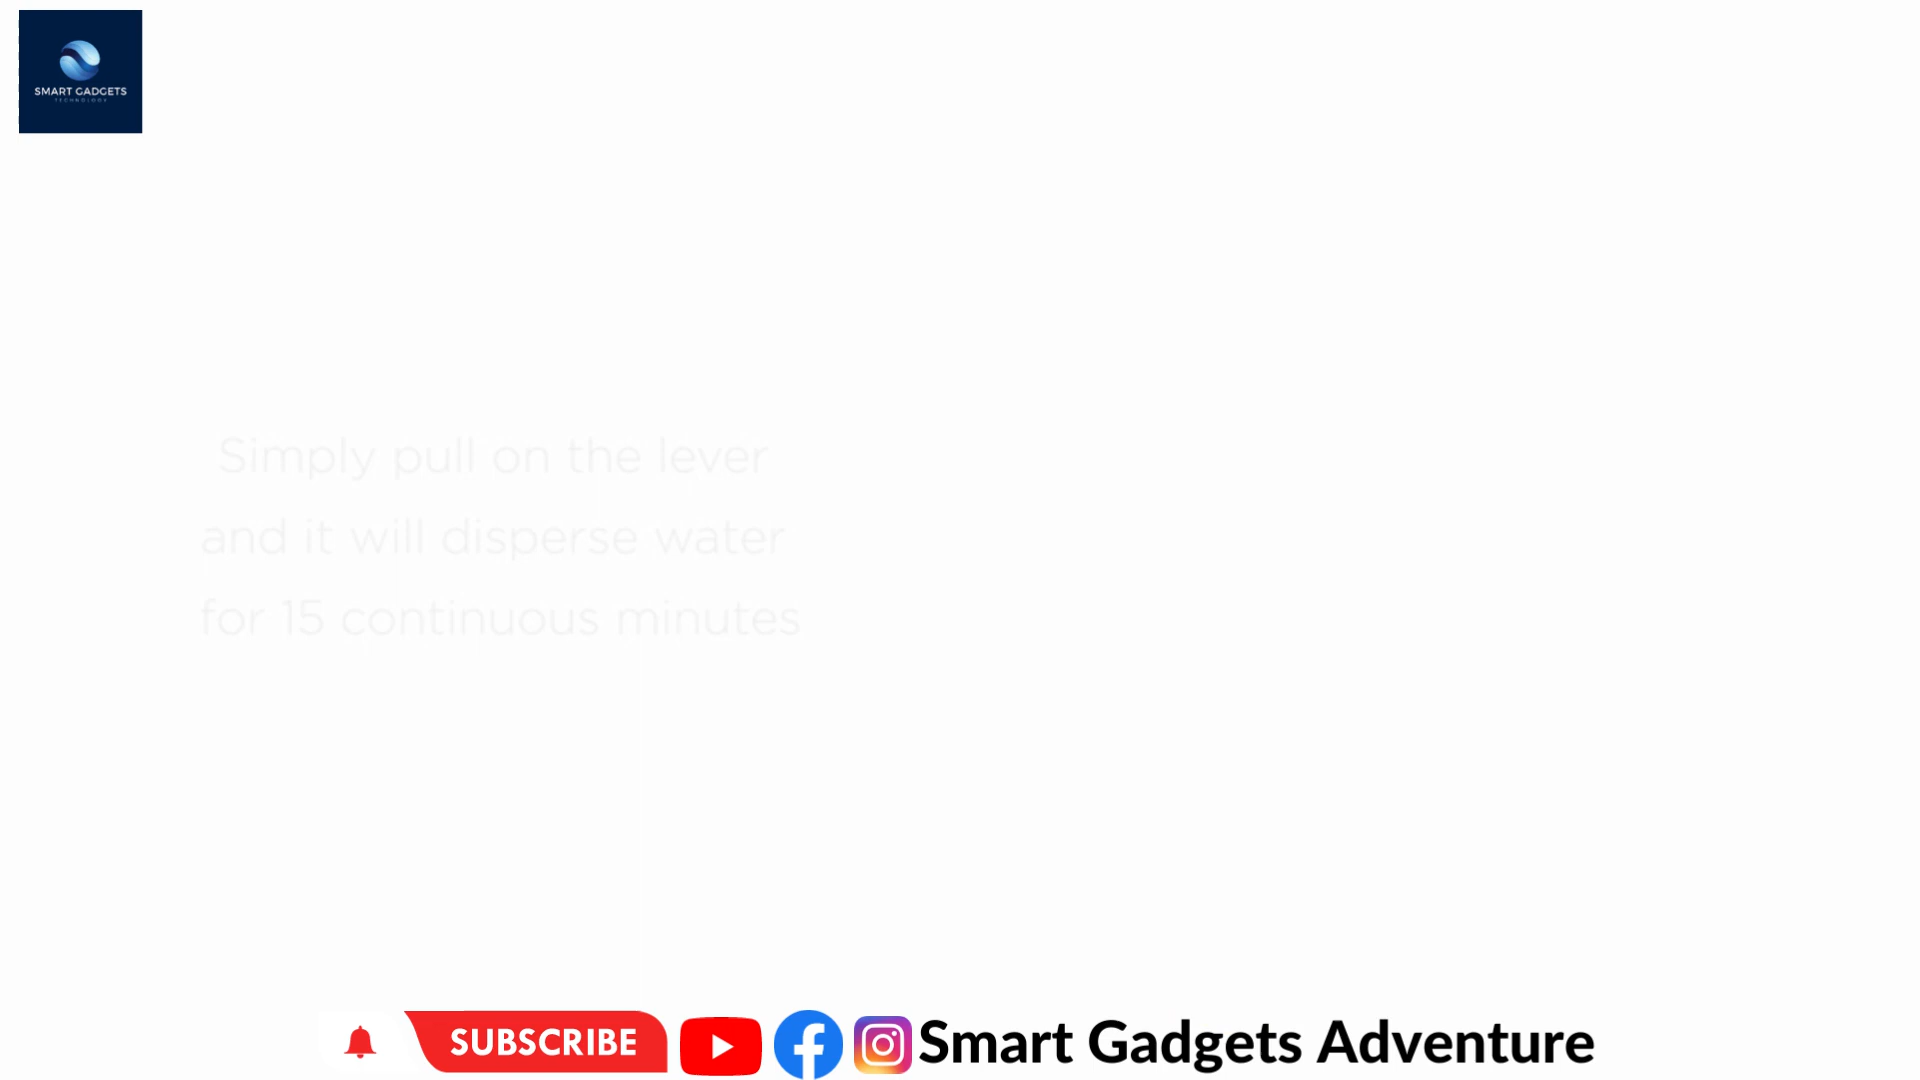 SMART GADGETS
TECHNOLOGY
Simply pull on the lever
and it will disperse water
for 15 continuous minutes
SUBSCRIBE
Smart Gadgets Adventure